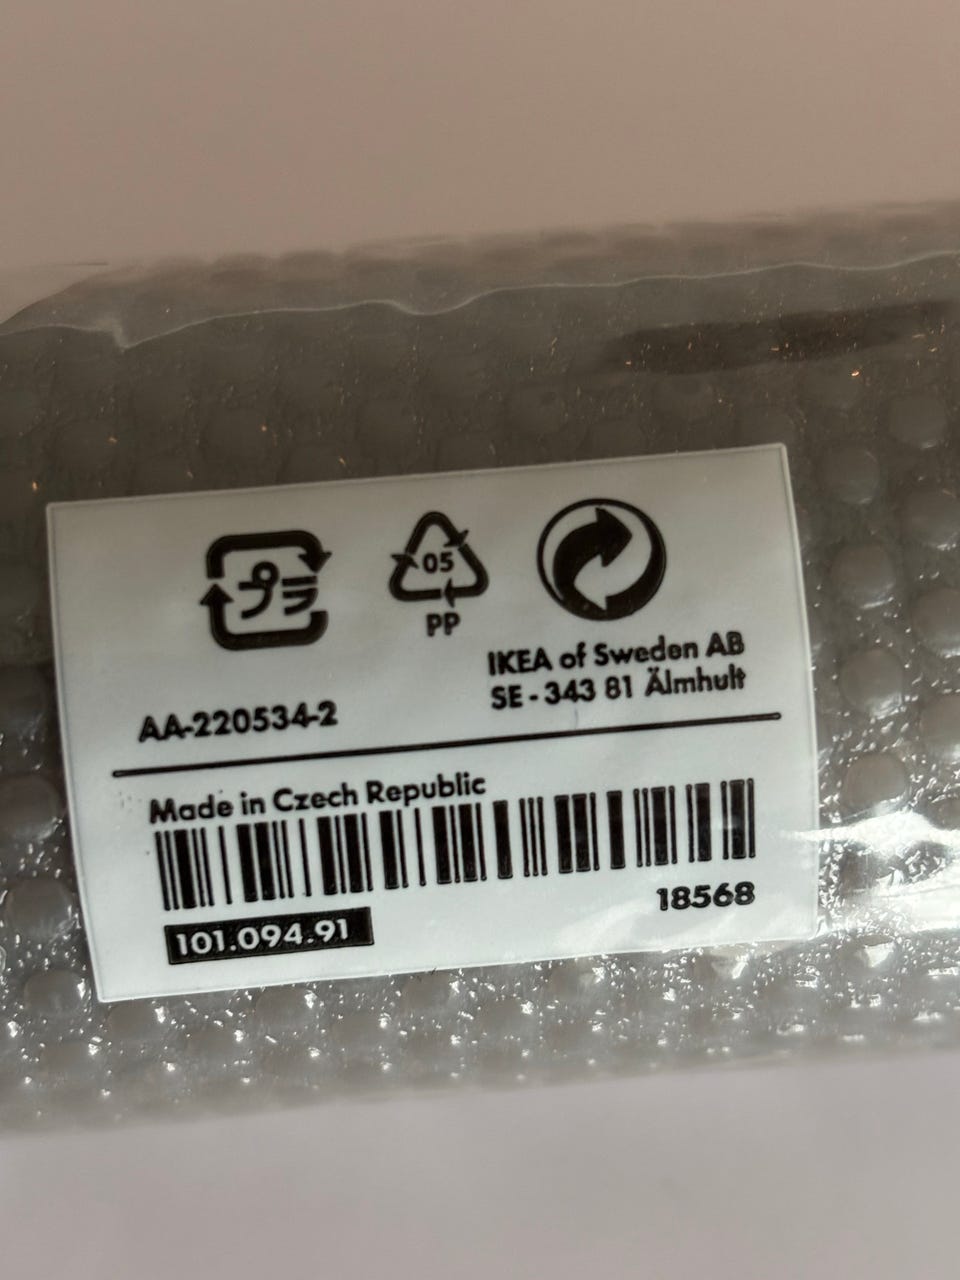 プラ
05
PP
IKEA of Sweden AB
SE - 343 81 Älmhult
AA-220534-2
Made in Czech Republic
18568
101.094.91